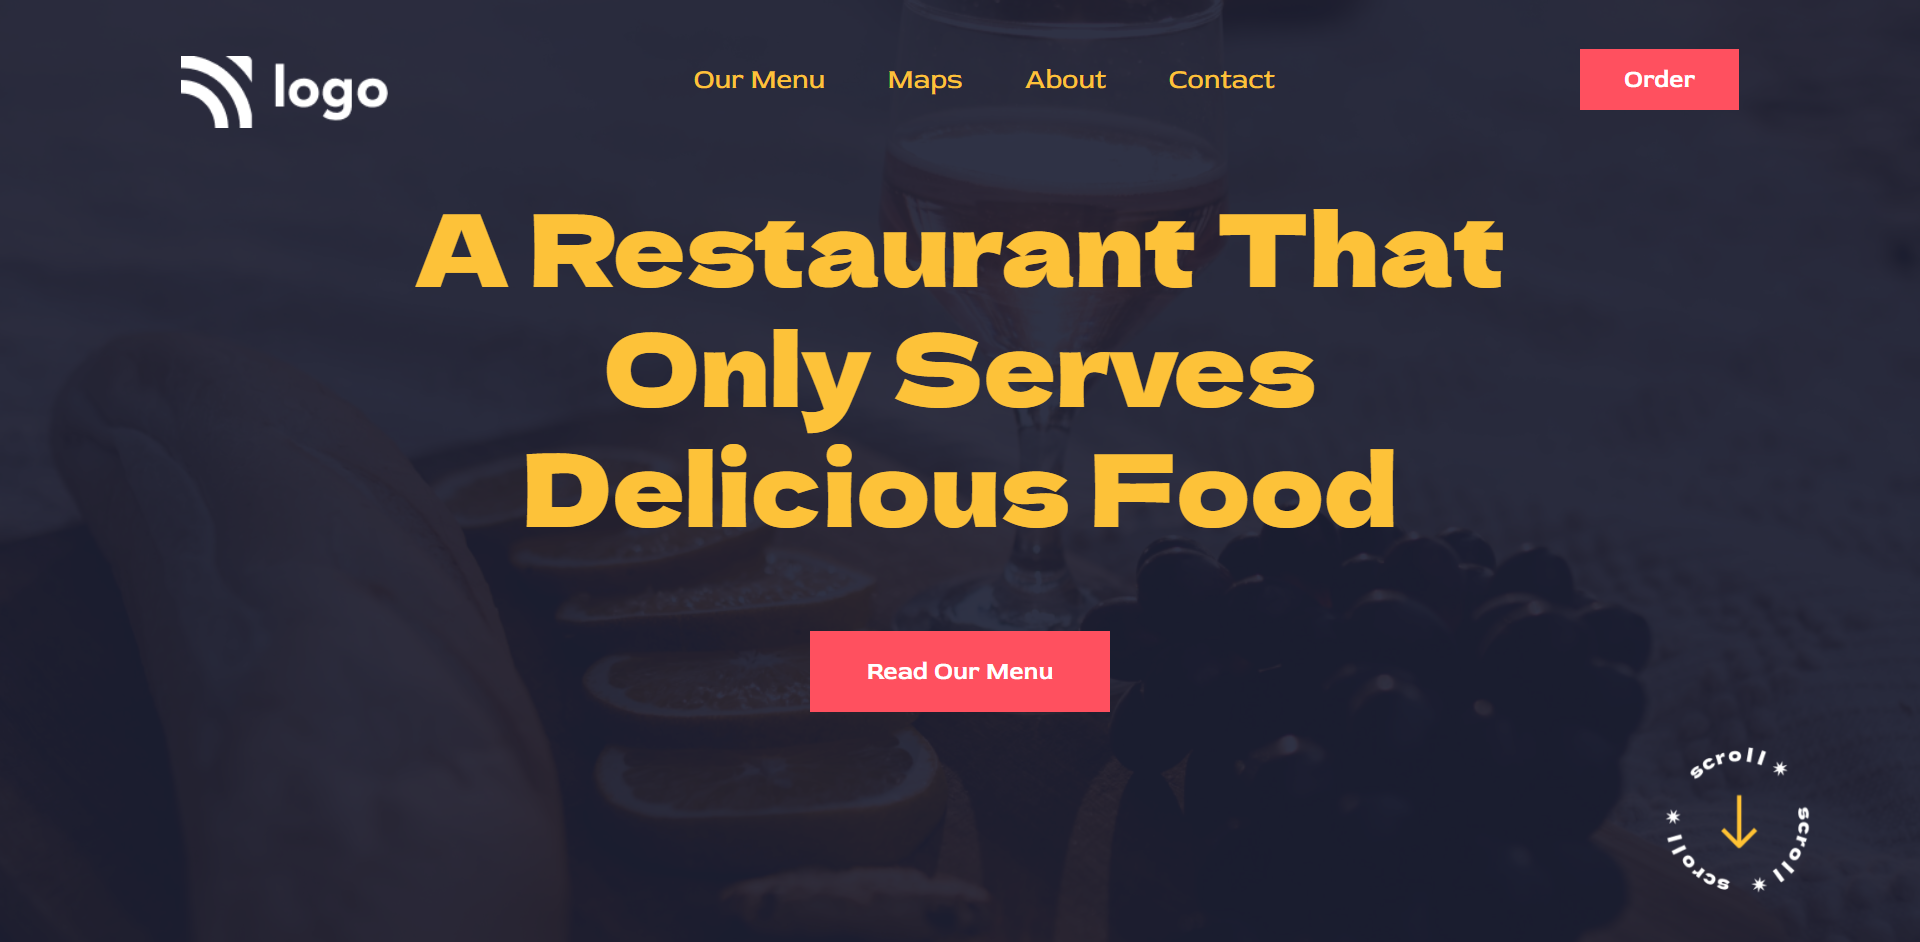 logo
Our Menu Maps About Contact
Order
A Restaurant That
Only Serves
Delicious Food
Read Our Menu
scroll ✷ scroll ✷ scroll ✷